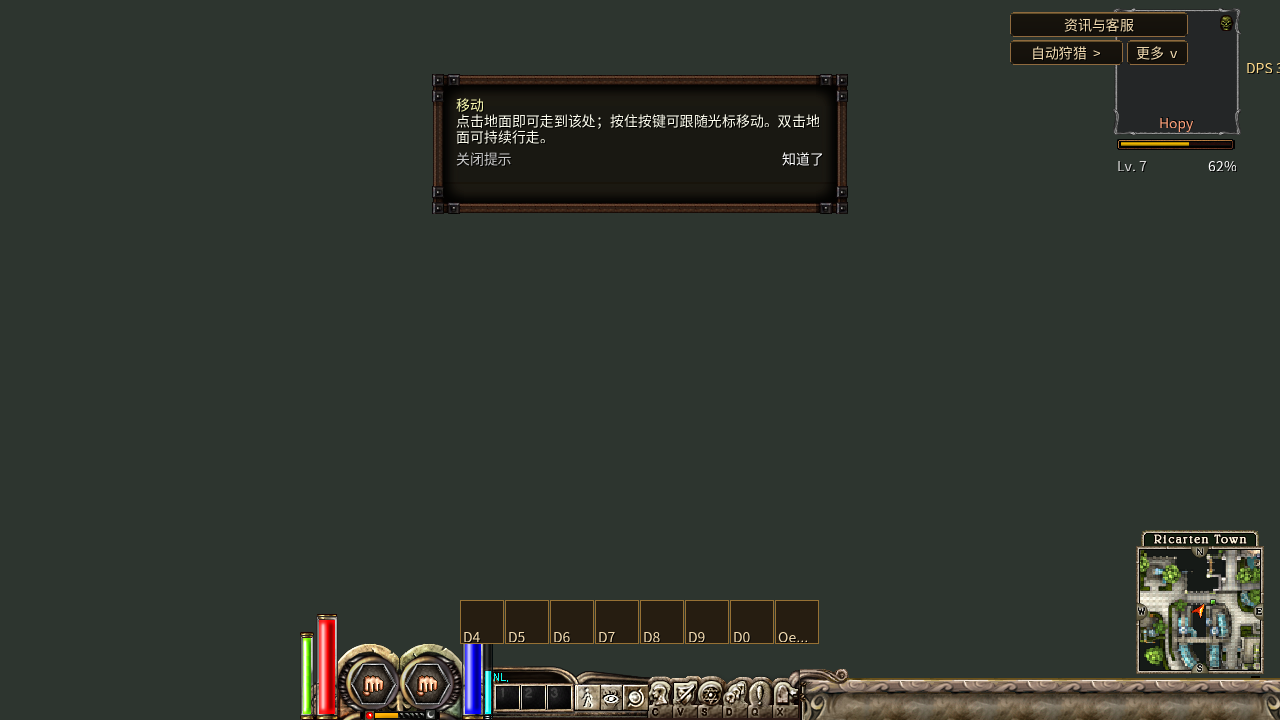 资讯与客服
自动狩猎 >
更多 v
DPS
Hopy
Lv. 7
62%
移动
点击地面即可走到该处；按住按键可跟随光标移动。双击地
面可持续行走。
关闭提示
知道了
Ricarten Town
N
W
E
S
D4
D5
D6
D7
D8
D9
D0
Oe...
NL,
2
3
C
V
S
D
Q
X